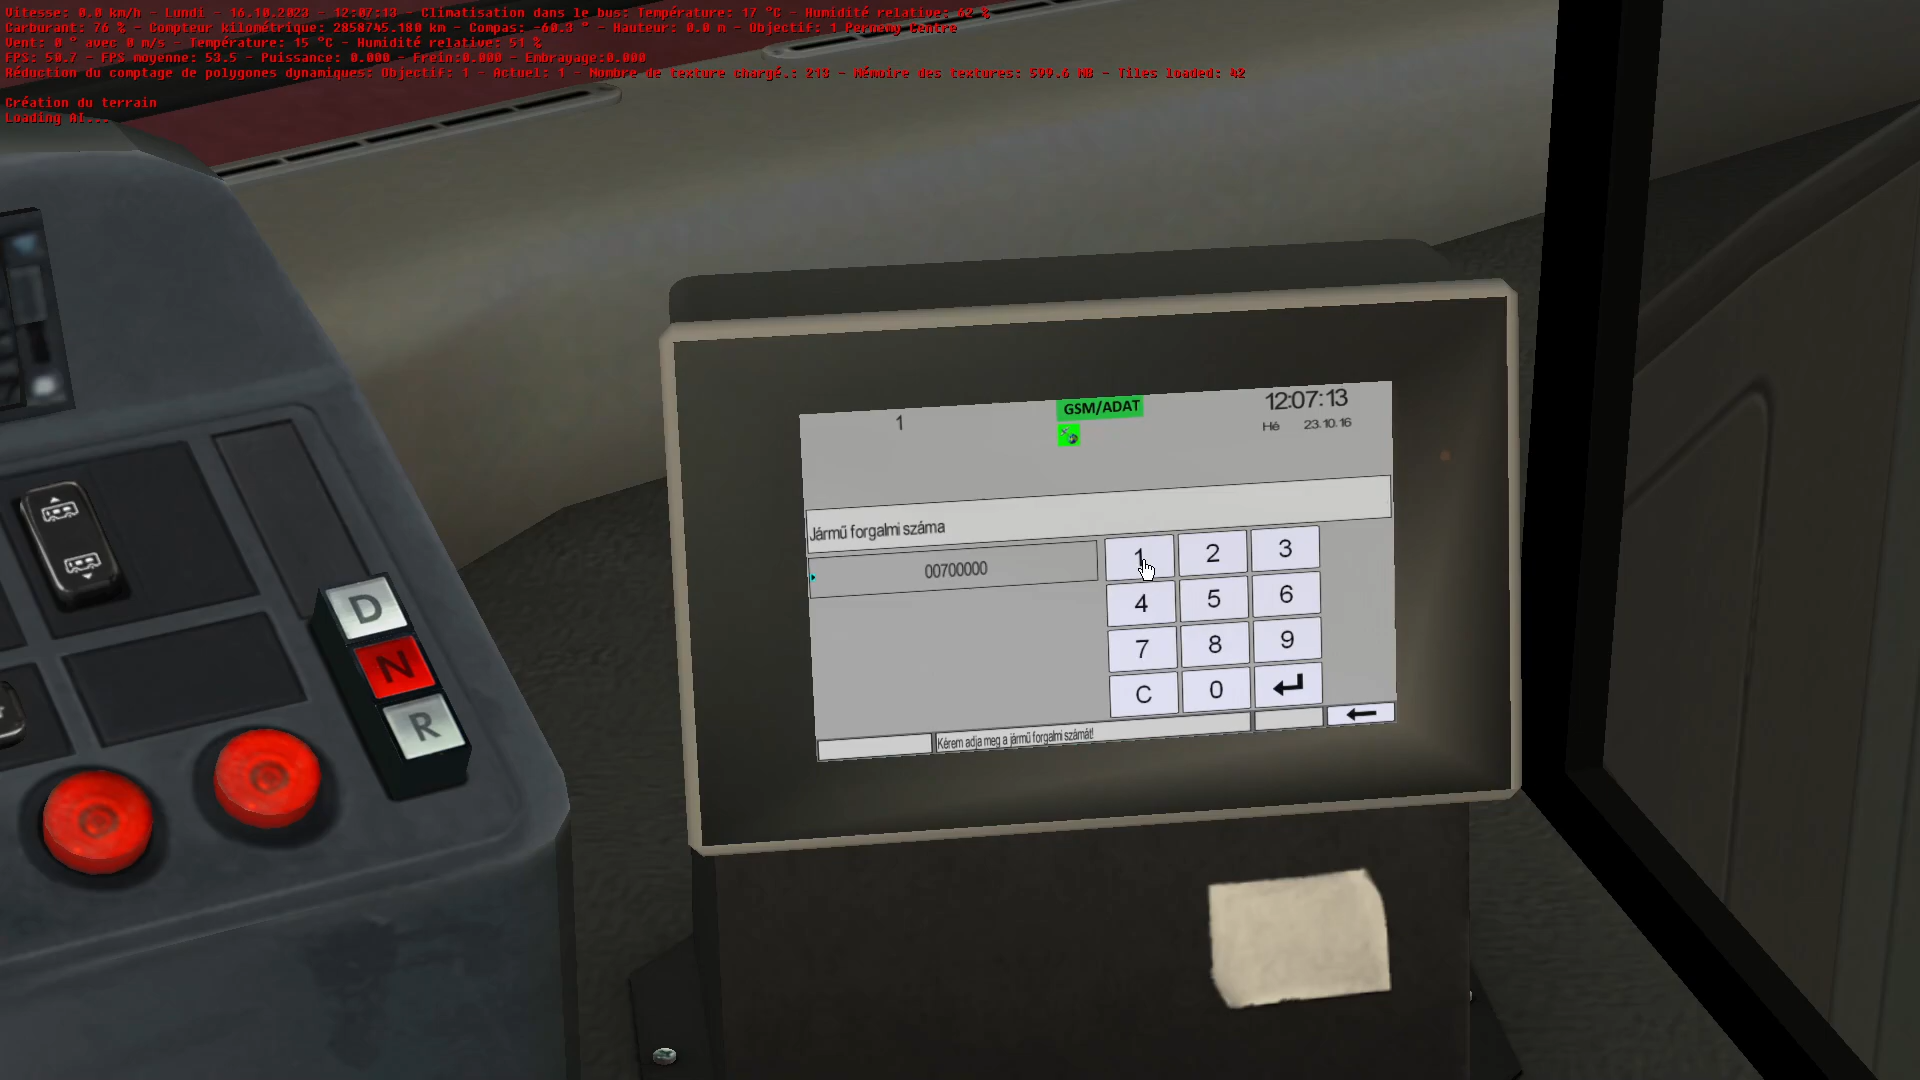 Vitesse: 0.0 km/h - Lundi - 16.10.2023 - 12:07:13 - Climatisation dans le bus: Température: 17 °C - Humidité relative: 62 %
Carburant: 76 % - Compteur kilométrique: 2858745.180 km - Compas: -60.3 ° - Hauteur: 0.0 m - Objectif: 1 Permeny Centre
Vent: 0 ° avec 0 m/s - Température: 15 °C - Humidité relative: 51 %
FPS: 50.7 - FPS moyenne: 53.5 - Puissance: 0.000 - Frein:0.000 - Embrayage:0.000
Réduction du comptage de polygones dynamiques: Objectif: 1 - Actuel: 1 - Nombre de texture chargé.: 213 - Mémoire des textures: 599.6 MB - Tiles loaded: 42
Création du terrain
Loading AI...
1
GSM/ADAT
12:07:13
Hé 23.10.16
Jármű forgalmi száma
00700000
1 2 3
4 5 6
7 8 9
C 0
Kérem adja meg a jármű forgalmi számát!
D
N
R